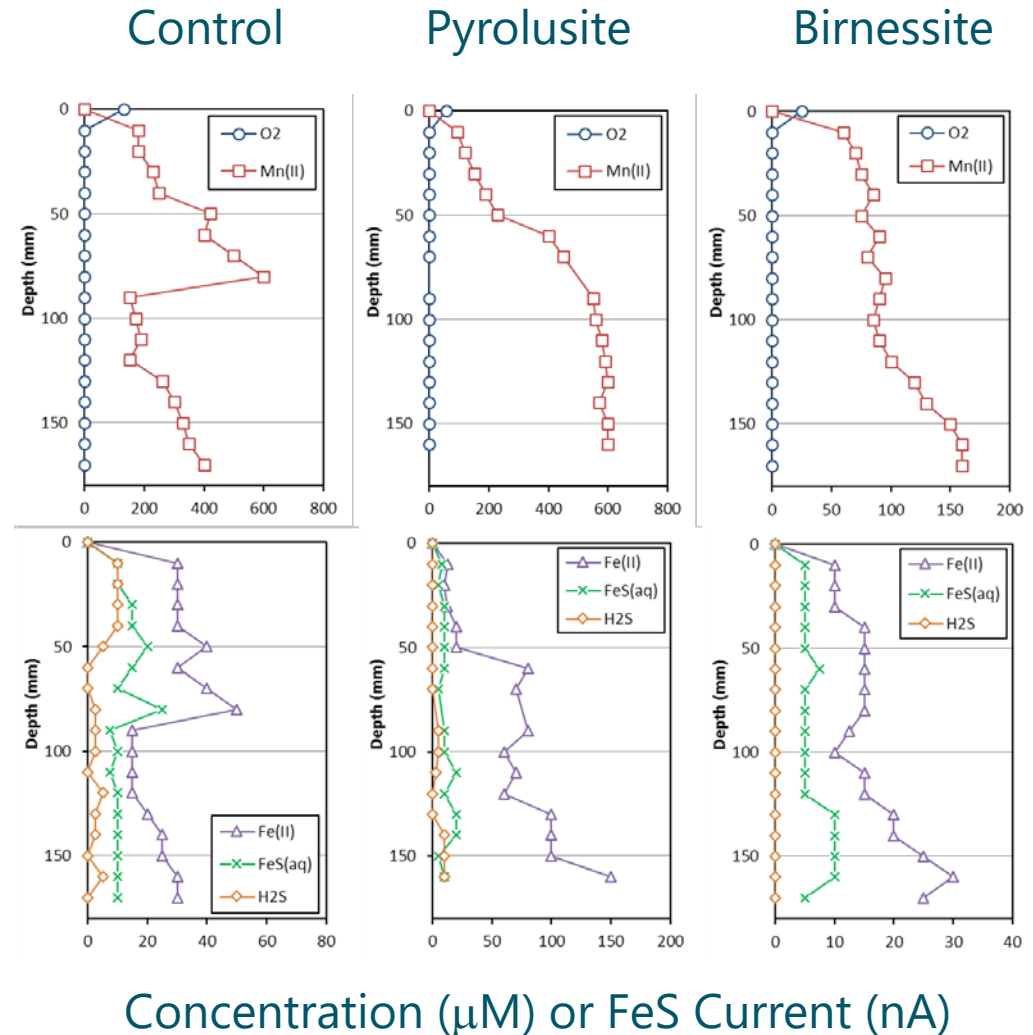 Control Pyrolusite Birnessite
0
50
100
150
Depth (mm)
O2
Mn(II)
0 200 400 600 800
0
50
100
150
Depth (mm)
O2
Mn(II)
0 200 400 600 800
0
50
100
150
Depth (mm)
O2
Mn(II)
0 50 100 150 200
0
50
100
150
Depth (mm)
Fe(II)
FeS(aq)
H2S
0 20 40 60 80
0
50
100
150
Depth (mm)
Fe(II)
FeS(aq)
H2S
0 50 100 150 200
0
50
100
150
Depth (mm)
Fe(II)
FeS(aq)
H2S
0 10 20 30 40
Concentration (μM) or FeS Current (nA)